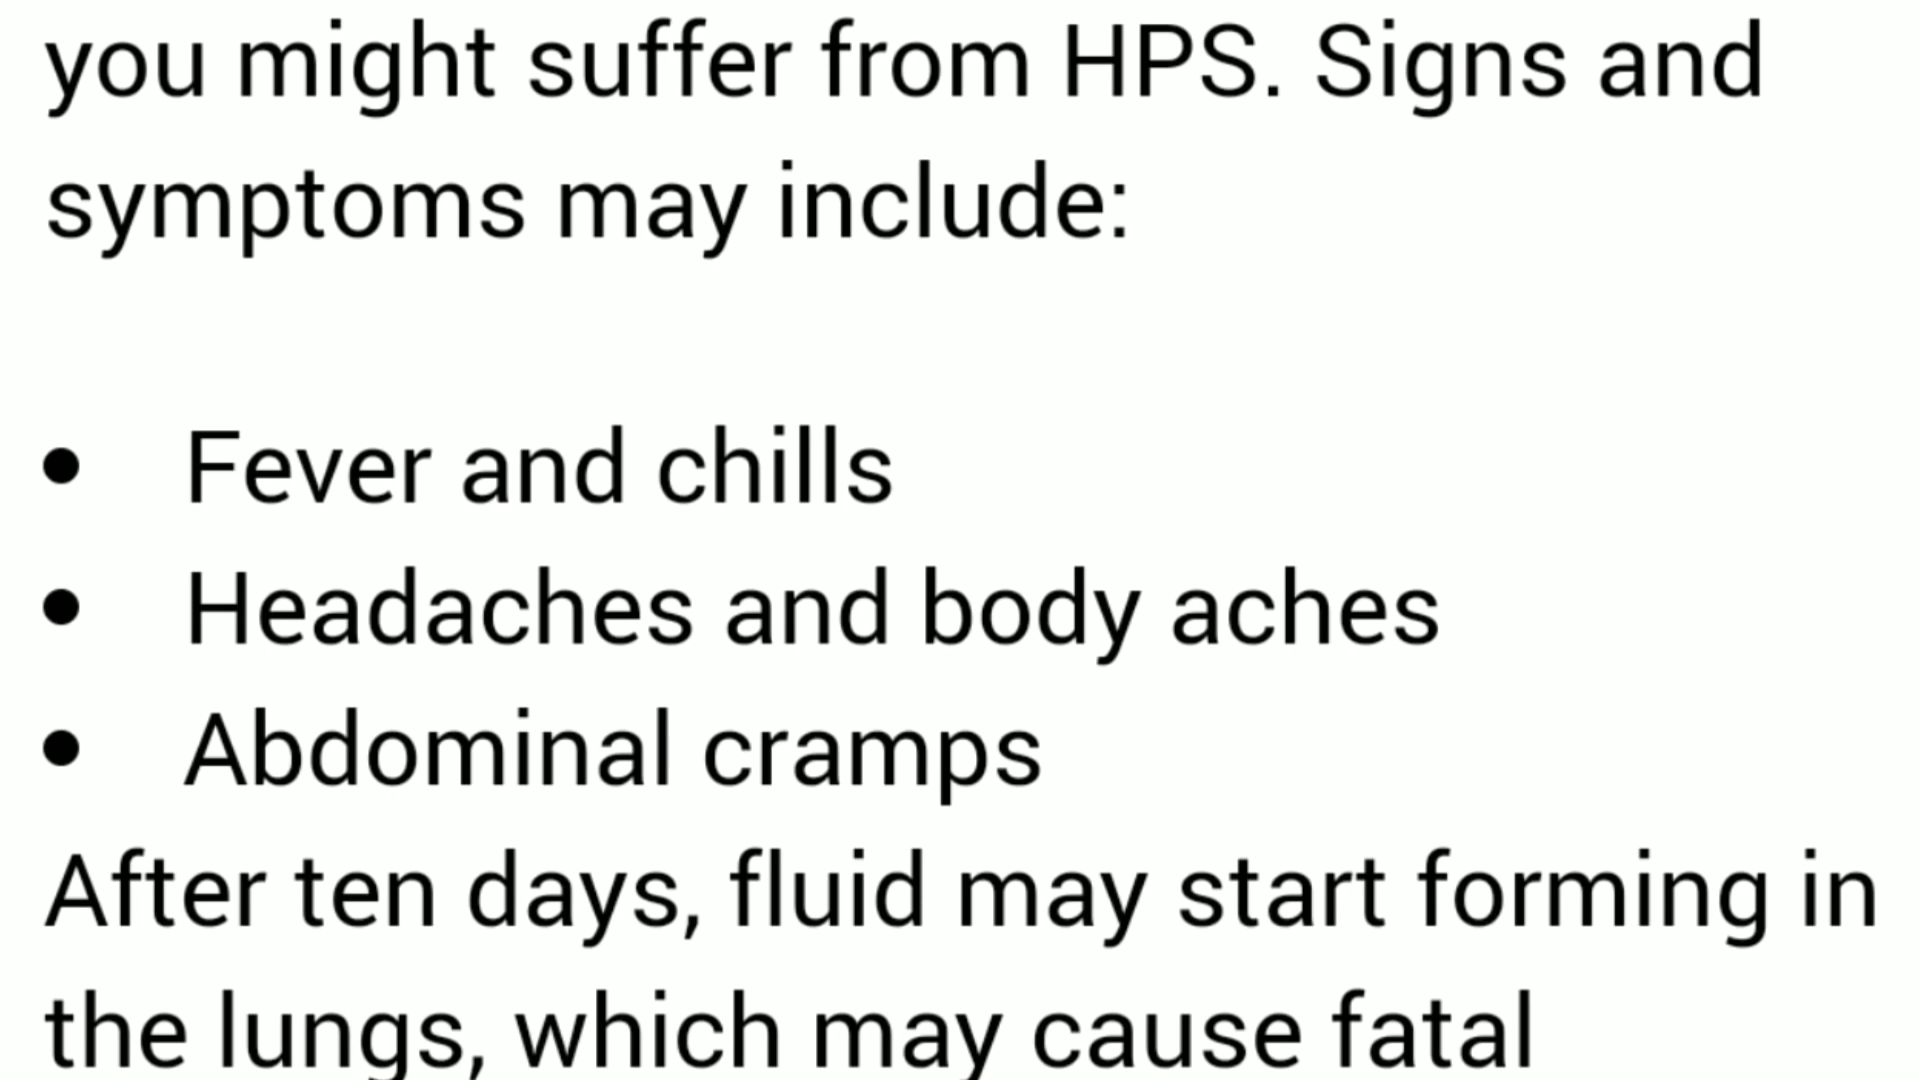 you might suffer from HPS. Signs and
symptoms may include:
• Fever and chills
• Headaches and body aches
• Abdominal cramps
After ten days, fluid may start forming in
the lungs, which may cause fatal